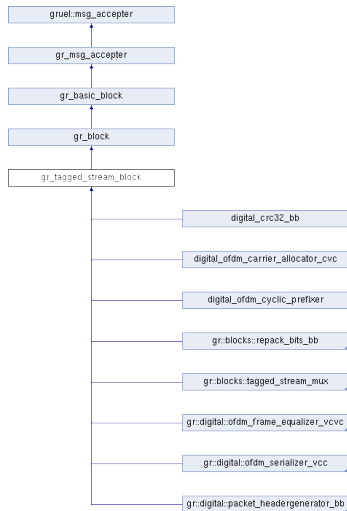 gruel::msg_accepter
gr_msg_accepter
gr_basic_block
gr_block
gr_tagged_stream_block
digital_crc32_bb
digital_ofdm_carrier_allocator_cvc
digital_ofdm_cyclic_prefixer
gr::blocks::repack_bits_bb
gr::blocks::tagged_stream_mux
gr::digital::ofdm_frame_equalizer_vcvc
gr::digital::ofdm_serializer_vcc
gr::digital::packet_headergenerator_bb